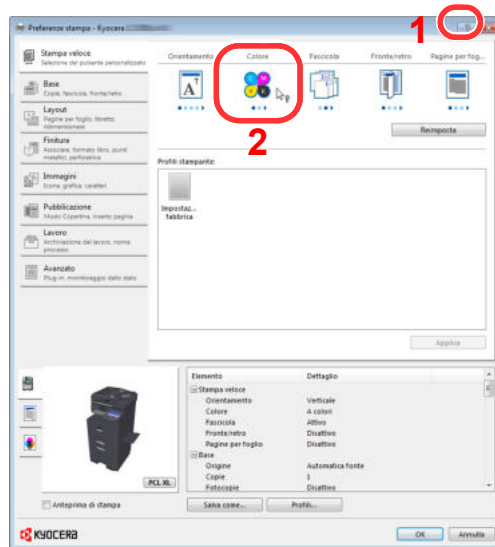 Preferenze stampa - Kyocera
1
Stampa veloce
Selezione del pulsante personalizzato
Base
Copie, fascicola, fronte/retro
Layout
Pagine per foglio, libretto,
ridimensionare
Finitura
Associare, formato libro, punti
metallici, perforatrice
Immagini
Icona, grafica, caratteri
Pubblicazione
Modo Copertina, inserto pagina
Lavoro
Archiviazione del lavoro, nome
processo
Avanzato
Plug-in, monitoraggio dello stato
Orientamento Colore Fascicola Fronte/retro Pagine per fog...
A
C M Y K
2
Reimposta
Profili stampante:
Impostaz...
fabbrica
Applica
PCL XL
Anteprima di stampa
Elemento Dettaglio
Stampa veloce
Orientamento Verticale
Colore A colori
Fascicola Attivo
Fronte/retro Disattivo
Pagine per foglio Disattivo
Base
Origine Automatica fonte
Copie 1
Fotocopie Disattivo
Salva come... Profili...
KYOCERA
OK Annulla